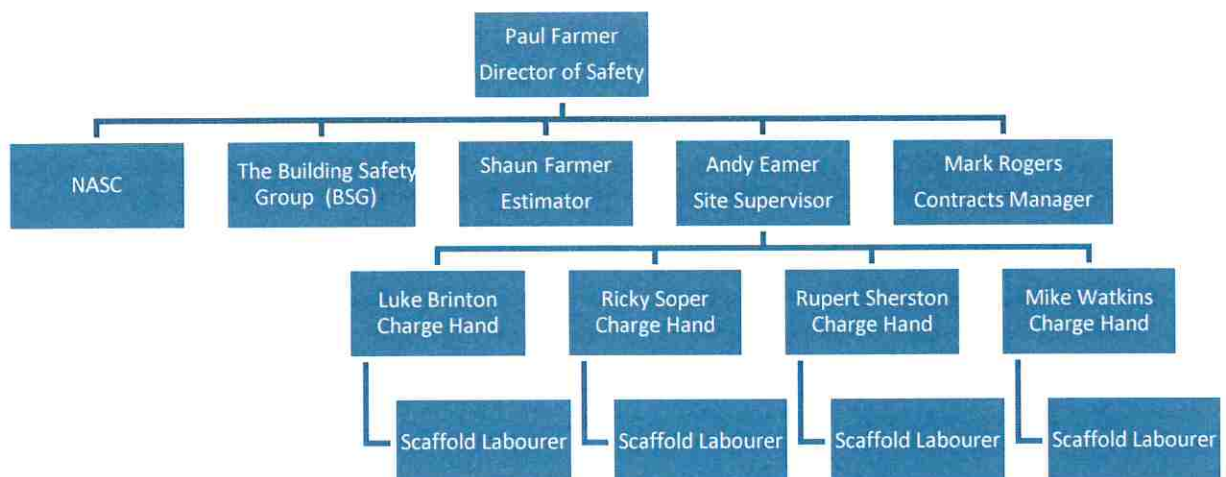 Paul Farmer
Director of Safety
NASC
The Building Safety
Group (BSG)
Shaun Farmer
Estimator
Andy Eamer
Site Supervisor
Mark Rogers
Contracts Manager
Luke Brinton
Charge Hand
Ricky Soper
Charge Hand
Rupert Sherston
Charge Hand
Mike Watkins
Charge Hand
Scaffold Labourer
Scaffold Labourer
Scaffold Labourer
Scaffold Labourer